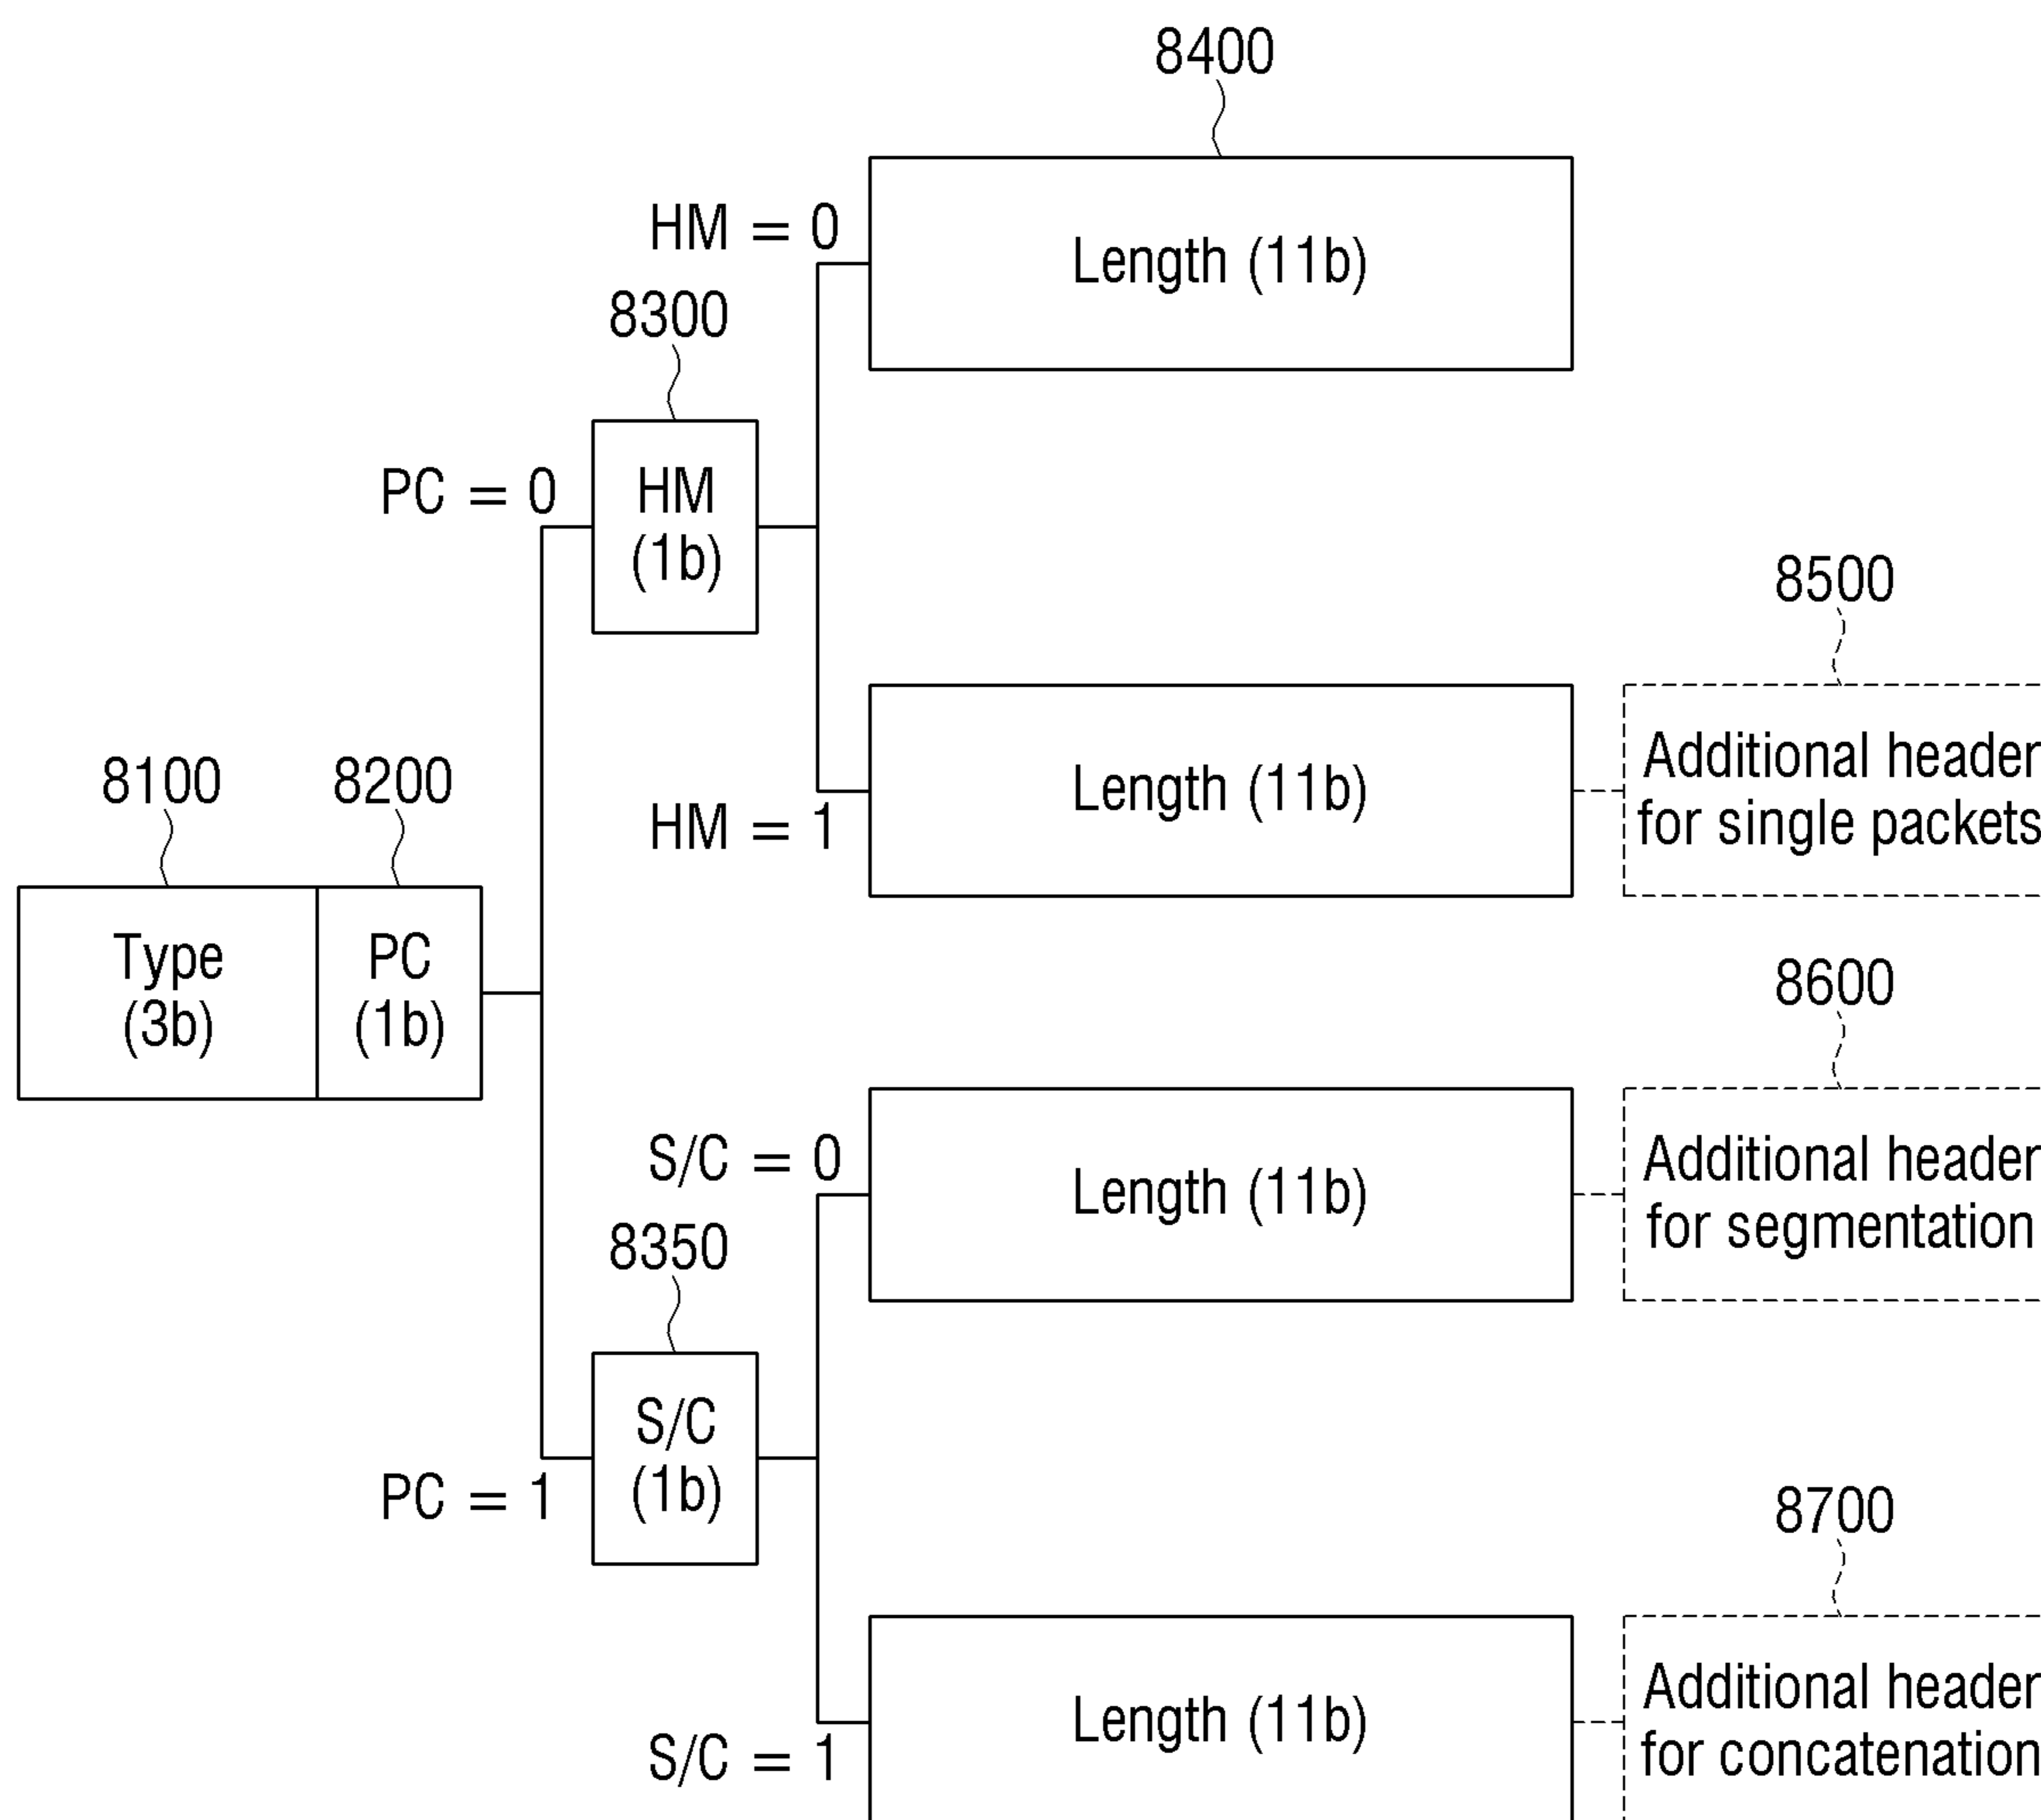 8400
HM = 0
Length (11b)
8300
PC = 0
HM
(1b)
8500
HM = 1
Length (11b)
Additional header
for single packets
8100
8200
Type
(3b)
PC
(1b)
8600
S/C = 0
Length (11b)
Additional header
for segmentation
8350
PC = 1
S/C
(1b)
8700
S/C = 1
Length (11b)
Additional header
for concatenation